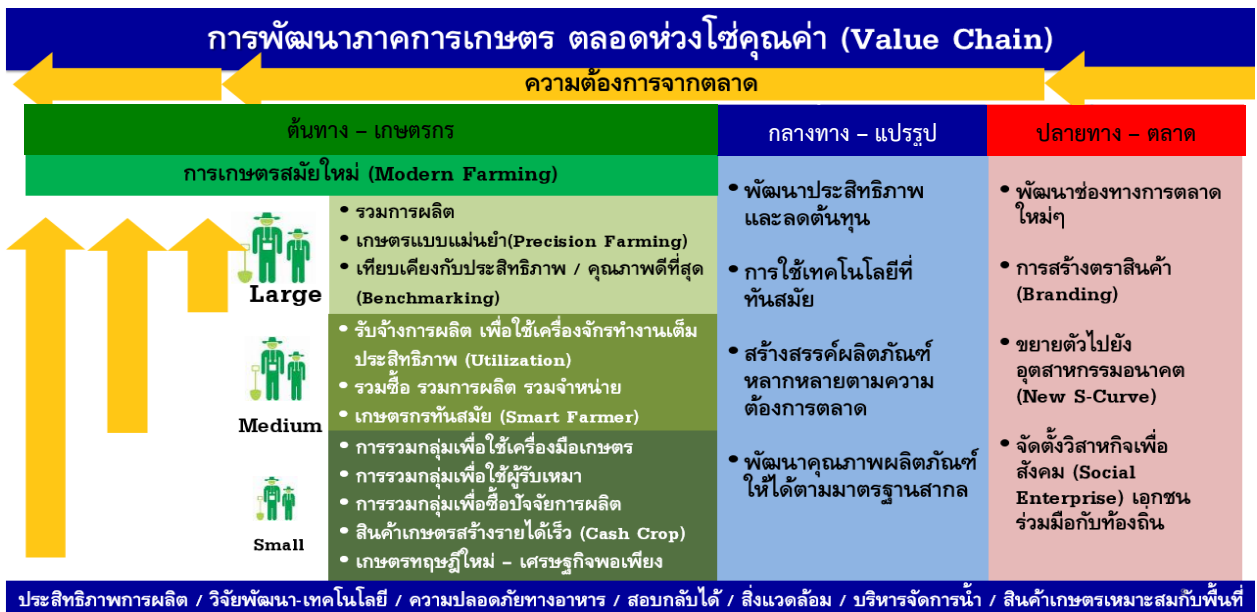 การพัฒนาภาคการเกษตร ตลอดห่วงโซ่คุณค่า (Value Chain)
ความต้องการจากตลาด
ต้นทาง – เกษตรกร
การเกษตรสมัยใหม่ (Modern Farming)
Large
• รวมการผลิต
• เกษตรแบบแม่นยำ(Precision Farming)
• เทียบเคียงกับประสิทธิภาพ / คุณภาพดีที่สุด
(Benchmarking)
Medium
• รับจ้างการผลิต เพื่อใช้เครื่องจักรทำงานเต็ม
ประสิทธิภาพ (Utilization)
• รวมซื้อ รวมการผลิต รวมจำหน่าย
• เกษตรกรทันสมัย (Smart Farmer)
Small
• การรวมกลุ่มเพื่อใช้เครื่องมือเกษตร
• การรวมกลุ่มเพื่อใช้ผู้รับเหมา
• การรวมกลุ่มเพื่อซื้อปัจจัยการผลิต
• สินค้าเกษตรสร้างรายได้เร็ว (Cash Crop)
• เกษตรทฤษฎีใหม่ – เศรษฐกิจพอเพียง
กลางทาง – แปรรูป
• พัฒนาประสิทธิภาพ
และลดต้นทุน
• การใช้เทคโนโลยีที่
ทันสมัย
• สร้างสรรค์ผลิตภัณฑ์
หลากหลายตามความ
ต้องการตลาด
• พัฒนาคุณภาพผลิตภัณฑ์
ให้ได้ตามมาตรฐานสากล
ปลายทาง – ตลาด
• พัฒนาช่องทางการตลาด
ใหม่ๆ
• การสร้างตราสินค้า
(Branding)
• ขยายตัวไปยัง
อุตสาหกรรมอนาคต
(New S-Curve)
• จัดตั้งวิสาหกิจเพื่อ
สังคม (Social
Enterprise) เอกชน
ร่วมมือกับท้องถิ่น
ประสิทธิภาพการผลิต / วิจัยพัฒนา-เทคโนโลยี / ความปลอดภัยทางอาหาร / สอบกลับได้ / สิ่งแวดล้อม / บริหารจัดการน้ำ / สินค้าเกษตรเหมาะสมกับพื้นที่